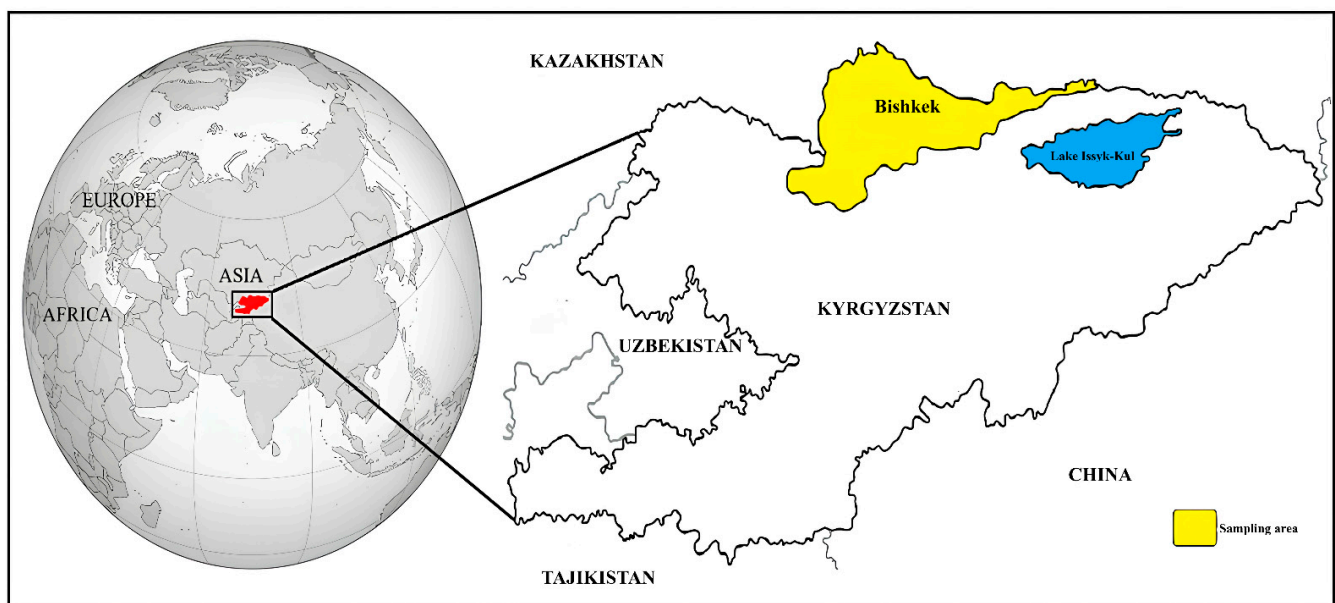 EUROPE
ASIA
AFRICA
KAZAKHSTAN
Bishkek
Lake Issyk-Kul
KYRGYZSTAN
UZBEKISTAN
CHINA
Sampling area
TAJIKISTAN